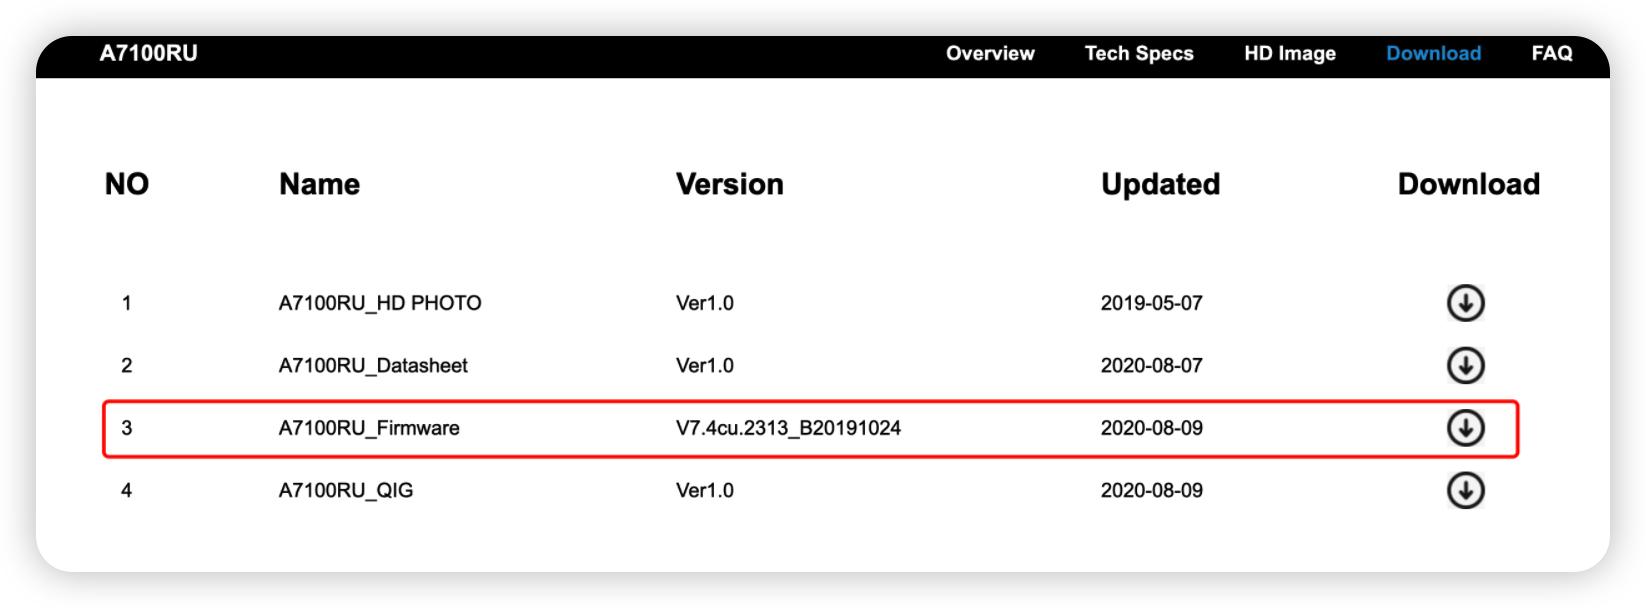 A7100RU Overview Tech Specs HD Image Download FAQ
NO Name Version Updated Download
1 A7100RU_HD PHOTO Ver1.0 2019-05-07
2 A7100RU_Datasheet Ver1.0 2020-08-07
3 A7100RU_Firmware V7.4cu.2313_B20191024 2020-08-09
4 A7100RU_QIG Ver1.0 2020-08-09